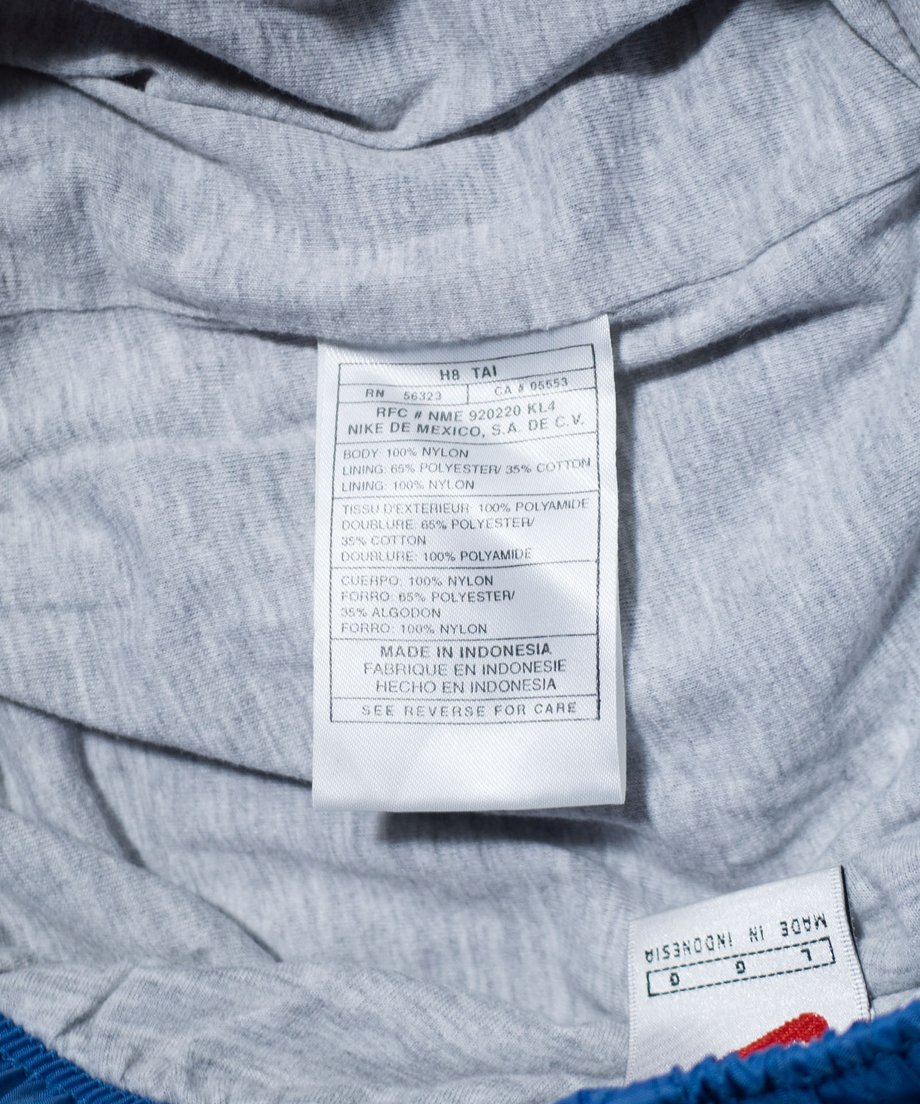 H8 TAI
RN 56323 CA # 05553
RFC # NME 920220 KL4
NIKE DE MEXICO, S.A. DE C.V.
BODY: 100% NYLON
LINING: 65% POLYESTER/ 35% COTTON
LINING: 100% NYLON
TISSU D'EXTERIEUR: 100% POLYAMIDE
DOUBLURE: 65% POLYESTER/
35% COTTON
DOUBLURE: 100% POLYAMIDE
CUERPO: 100% NYLON
FORRO: 65% POLYESTER/
35% ALGODON
FORRO: 100% NYLON
MADE IN INDONESIA
FABRIQUE EN INDONESIE
HECHO EN INDONESIA
SEE REVERSE FOR CARE
L G G
MADE IN INDONESIA